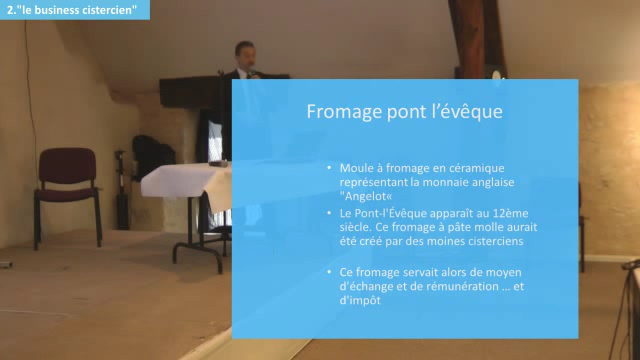 2."le business cistercien"
Fromage pont l'évêque
• Moule à fromage en céramique
représentant la monnaie anglaise
"Angelot«
• Le Pont-l'Évêque apparaît au 12ème
siècle. Ce fromage à pâte molle aurait
été créé par des moines cisterciens
• Ce fromage servait alors de moyen
d'échange et de rémunération ... et
d'impôt